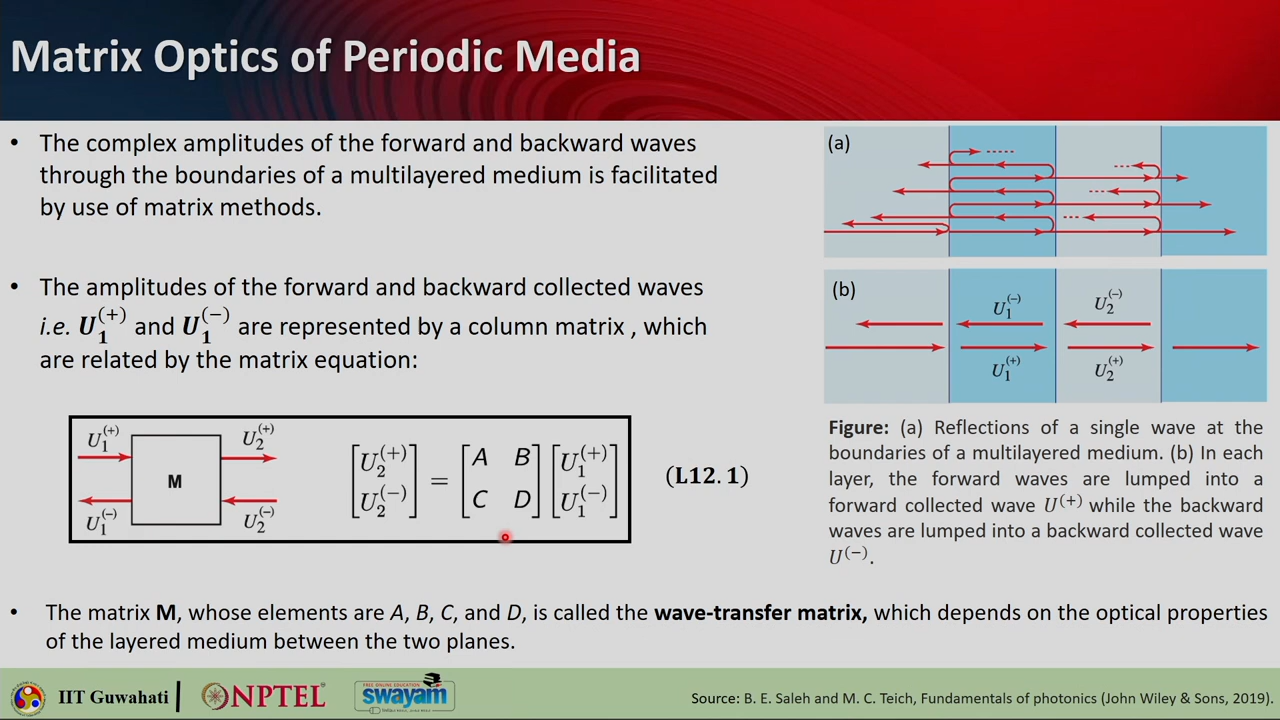 Matrix Optics of Periodic Media
• The complex amplitudes of the forward and backward waves
through the boundaries of a multilayered medium is facilitated
by use of matrix methods.
• The amplitudes of the forward and backward collected waves
i.e. U₁⁽⁺⁾ and U₁⁽⁻⁾ are represented by a column matrix , which
are related by the matrix equation:
U₁⁽⁺⁾ U₂⁽⁺⁾
M
U₁⁽⁻⁾ U₂⁽⁻⁾
[U₂⁽⁺⁾] = [A B] [U₁⁽⁺⁾]
[U₂⁽⁻⁾] [C D] [U₁⁽⁻⁾]
(L12.1)
(a)
(b)
U₁⁽⁻⁾ U₂⁽⁻⁾
U₁⁽⁺⁾ U₂⁽⁺⁾
Figure: (a) Reflections of a single wave at the
boundaries of a multilayered medium. (b) In each
layer, the forward waves are lumped into a
forward collected wave U⁽⁺⁾ while the backward
waves are lumped into a backward collected wave
U⁽⁻⁾.
• The matrix M, whose elements are A, B, C, and D, is called the wave-transfer matrix, which depends on the optical properties
of the layered medium between the two planes.
IIT Guwahati
NPTEL
FREE ONLINE EDUCATION
swayam
Source: B. E. Saleh and M. C. Teich, Fundamentals of photonics, John Wiley & Sons, 2019).